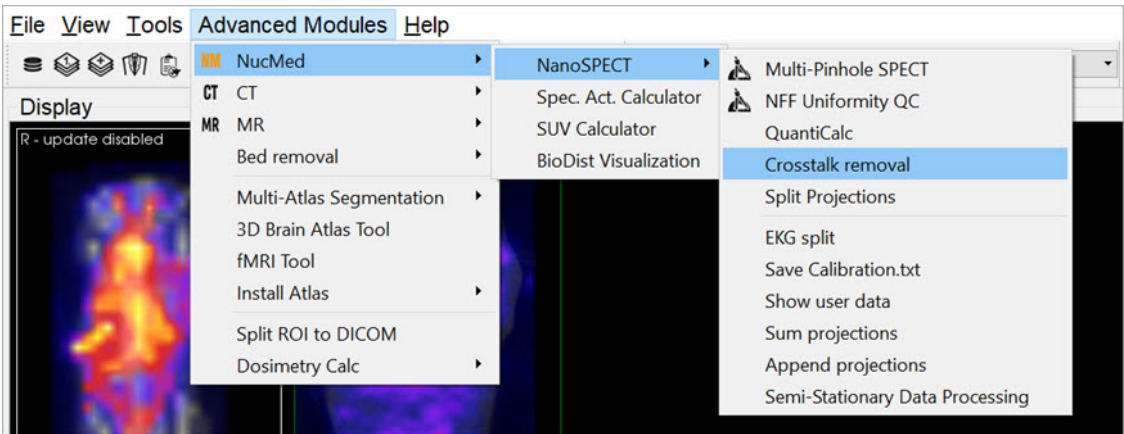 File View Tools Advanced Modules Help
Display
R - update disabled
NM NucMed
CT CT
MR MR
Bed removal
Multi-Atlas Segmentation
3D Brain Atlas Tool
fMRI Tool
Install Atlas
Split ROI to DICOM
Dosimetry Calc
NanoSPECT
Spec. Act. Calculator
SUV Calculator
BioDist Visualization
Multi-Pinhole SPECT
NFF Uniformity QC
QuantiCalc
Crosstalk removal
Split Projections
EKG split
Save Calibration.txt
Show user data
Sum projections
Append projections
Semi-Stationary Data Processing